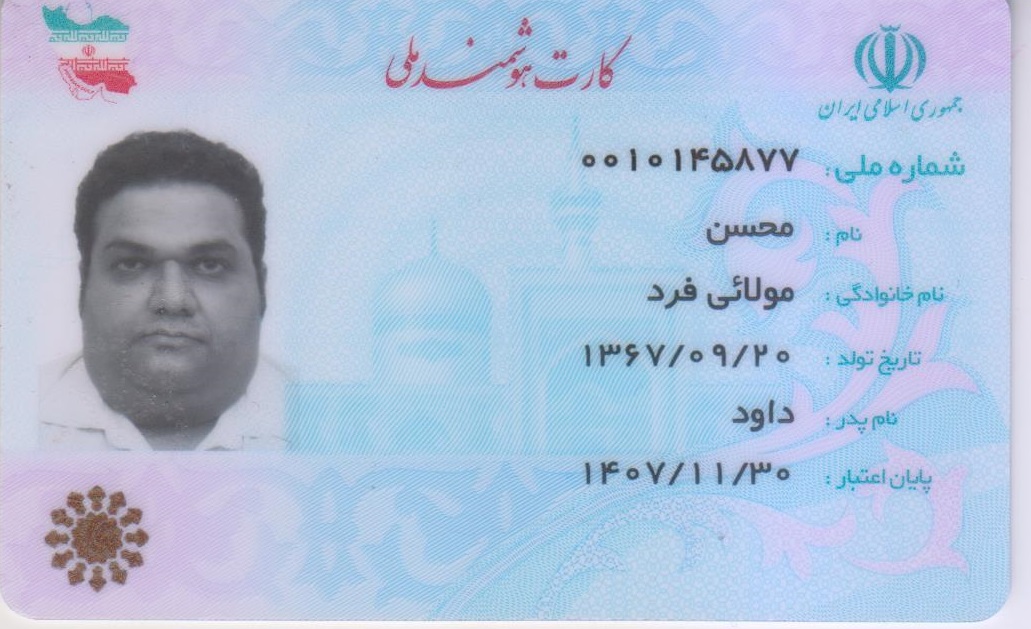 کارت هوشمند ملی
جمهوری اسلامی ایران
شماره ملی: ۰۰۱۰۱۴۵۸۷۷
نام : محسن
نام خانوادگی : مولائی فرد
تاریخ تولد : ۱۳۶۷/۰۹/۲۰
نام پدر : داود
پایان اعتبار : ۱۴۰۷/۱۱/۳۰